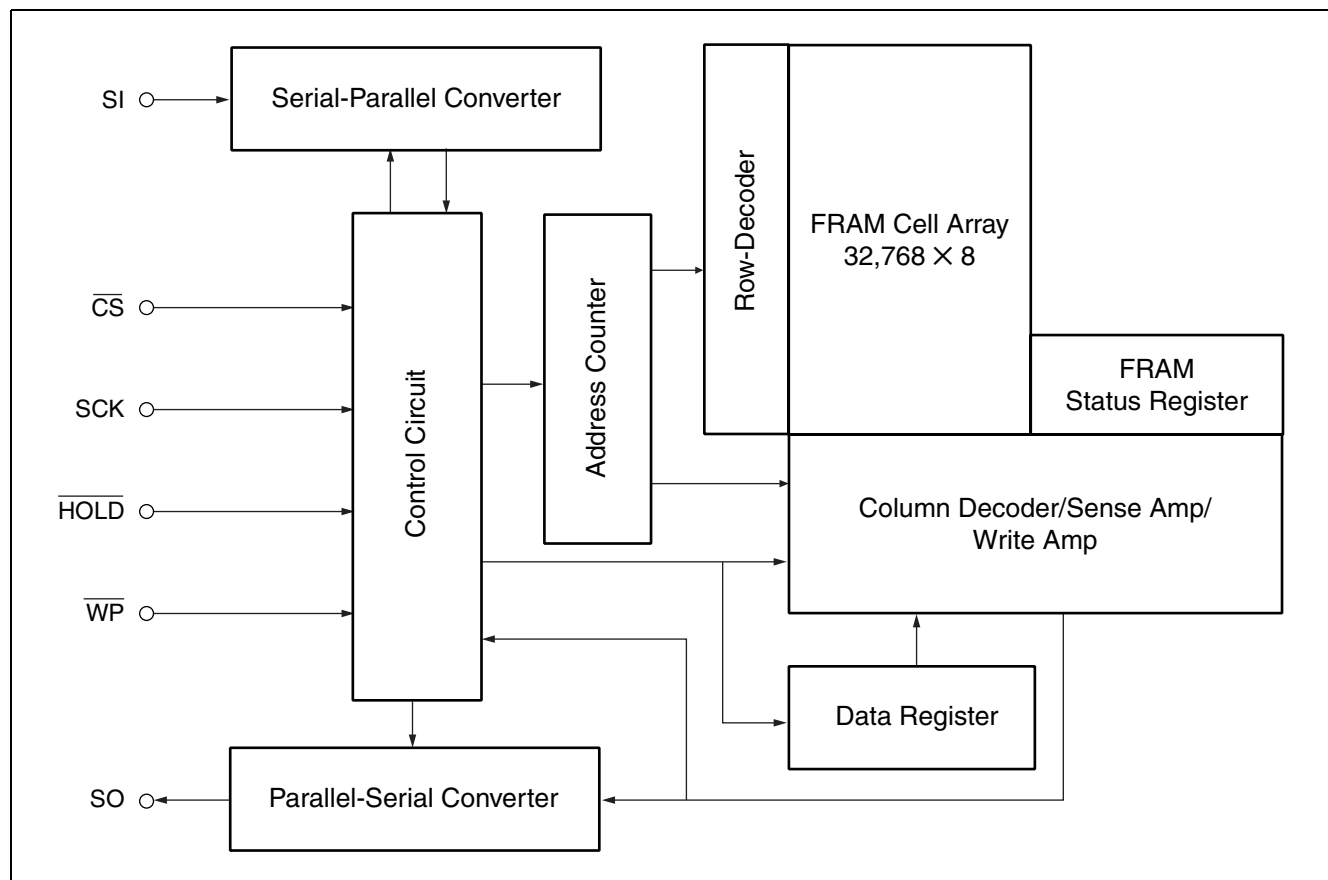 SI
Serial-Parallel Converter
CS
SCK
HOLD
WP
Control Circuit
Address Counter
Row-Decoder
FRAM Cell Array
32,768 × 8
FRAM
Status Register
Column Decoder/Sense Amp/
Write Amp
Data Register
SO
Parallel-Serial Converter